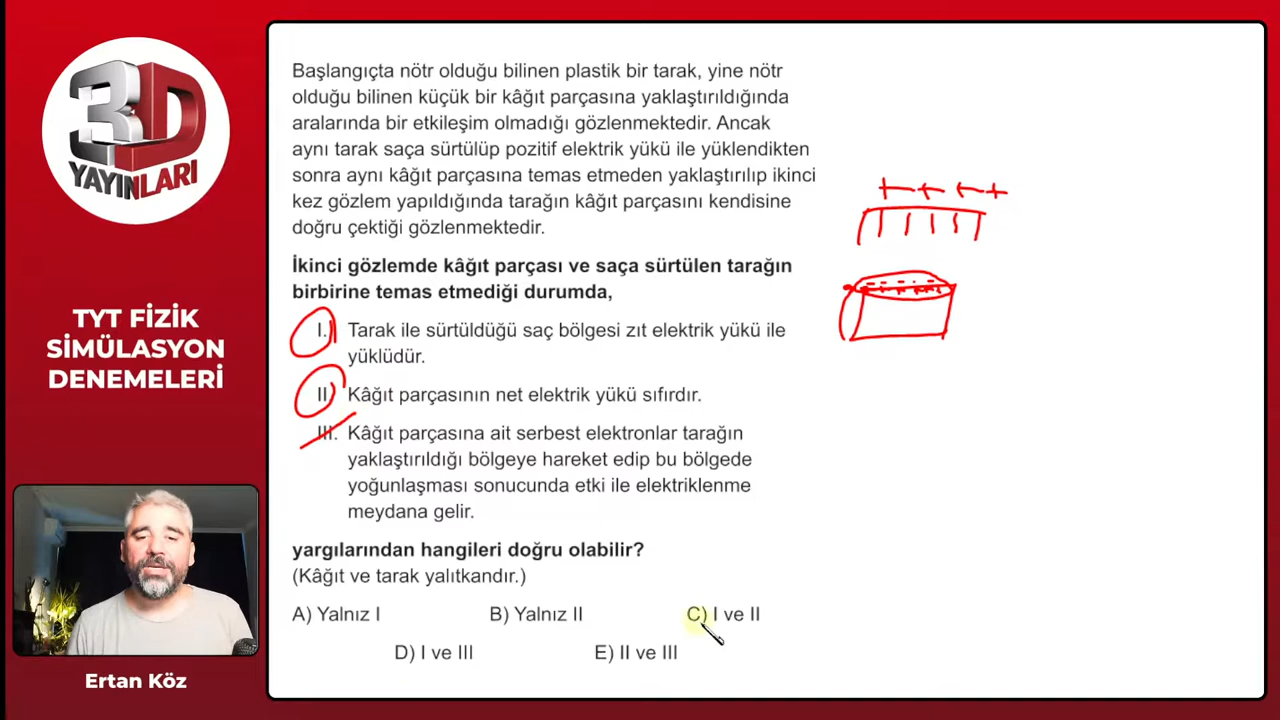 3D
YAYINLARI
TYT FİZİK
SİMÜLASYON
DENEMELERİ
Ertan Köz
Başlangıçta nötr olduğu bilinen plastik bir tarak, yine nötr
olduğu bilinen küçük bir kâğıt parçasına yaklaştırıldığında
aralarında bir etkileşim olmadığı gözlenmektedir. Ancak
aynı tarak saça sürtülüp pozitif elektrik yükü ile yüklendikten
sonra aynı kâğıt parçasına temas etmeden yaklaştırılıp ikinci
kez gözlem yapıldığında tarağın kâğıt parçasını kendisine
doğru çektiği gözlenmektedir.
İkinci gözlemde kâğıt parçası ve saça sürtülen tarağın
birbirine temas etmediği durumda,
I. Tarak ile sürtüldüğü saç bölgesi zıt elektrik yükü ile
yüklüdür.
II. Kâğıt parçasının net elektrik yükü sıfırdır.
III. Kâğıt parçasına ait serbest elektronlar tarağın
yaklaştırıldığı bölgeye hareket edip bu bölgede
yoğunlaşması sonucunda etki ile elektriklenme
meydana gelir.
yargılarından hangileri doğru olabilir?
(Kâğıt ve tarak yalıtkandır.)
A) Yalnız I B) Yalnız II C) I ve II
D) I ve III E) II ve III